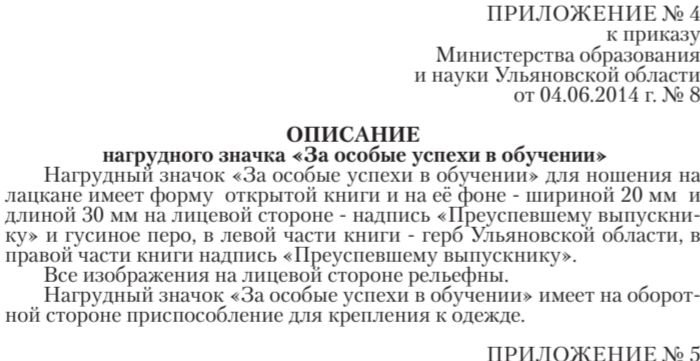 ПРИЛОЖЕНИЕ № 4
к приказу
Министерства образования
и науки Ульяновской области
от 04.06.2014 г. № 8
ОПИСАНИЕ
нагрудного значка «За особые успехи в обучении»
Нагрудный значок «За особые успехи в обучении» для ношения на
лацкане имеет форму  открытой книги и на её фоне - шириной 20 мм  и
длиной 30 мм на лицевой стороне - надпись «Преуспевшему выпускни-
ку» и гусиное перо, в левой части книги - герб Ульяновской области, в
правой части книги надпись «Преуспевшему выпускнику».
Все изображения на лицевой стороне рельефны.
Нагрудный значок «За особые успехи в обучении» имеет на оборот-
ной стороне приспособление для крепления к одежде.
ПРИЛОЖЕНИЕ № 5